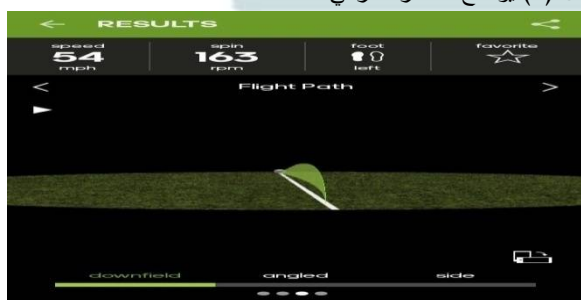 RESULTS
speed
54
mph
spin
163
rpm
foot
left
favorite
Flight Path
downfield angled side